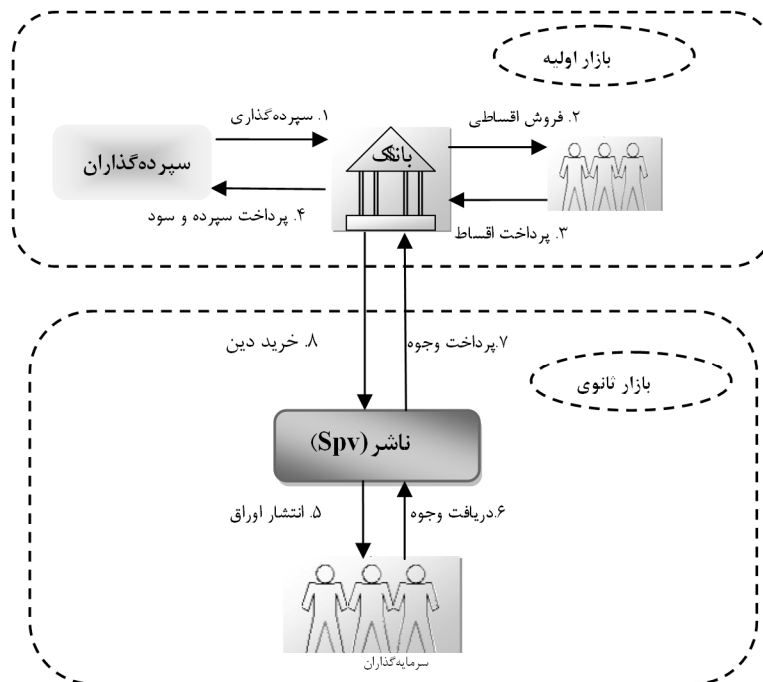 بازار اولیه
۱. سپرده‌گذاری
۲. فروش اقساطی
بانک
سپرده‌گذاران
۴. پرداخت سپرده و سود
۳. پرداخت اقساط
۸. خرید دین
۷.پرداخت وجوه
بازار ثانوی
ناشر (Spv)
۵. انتشار اوراق
۶.دریافت وجوه
سرمایه‌گذاران